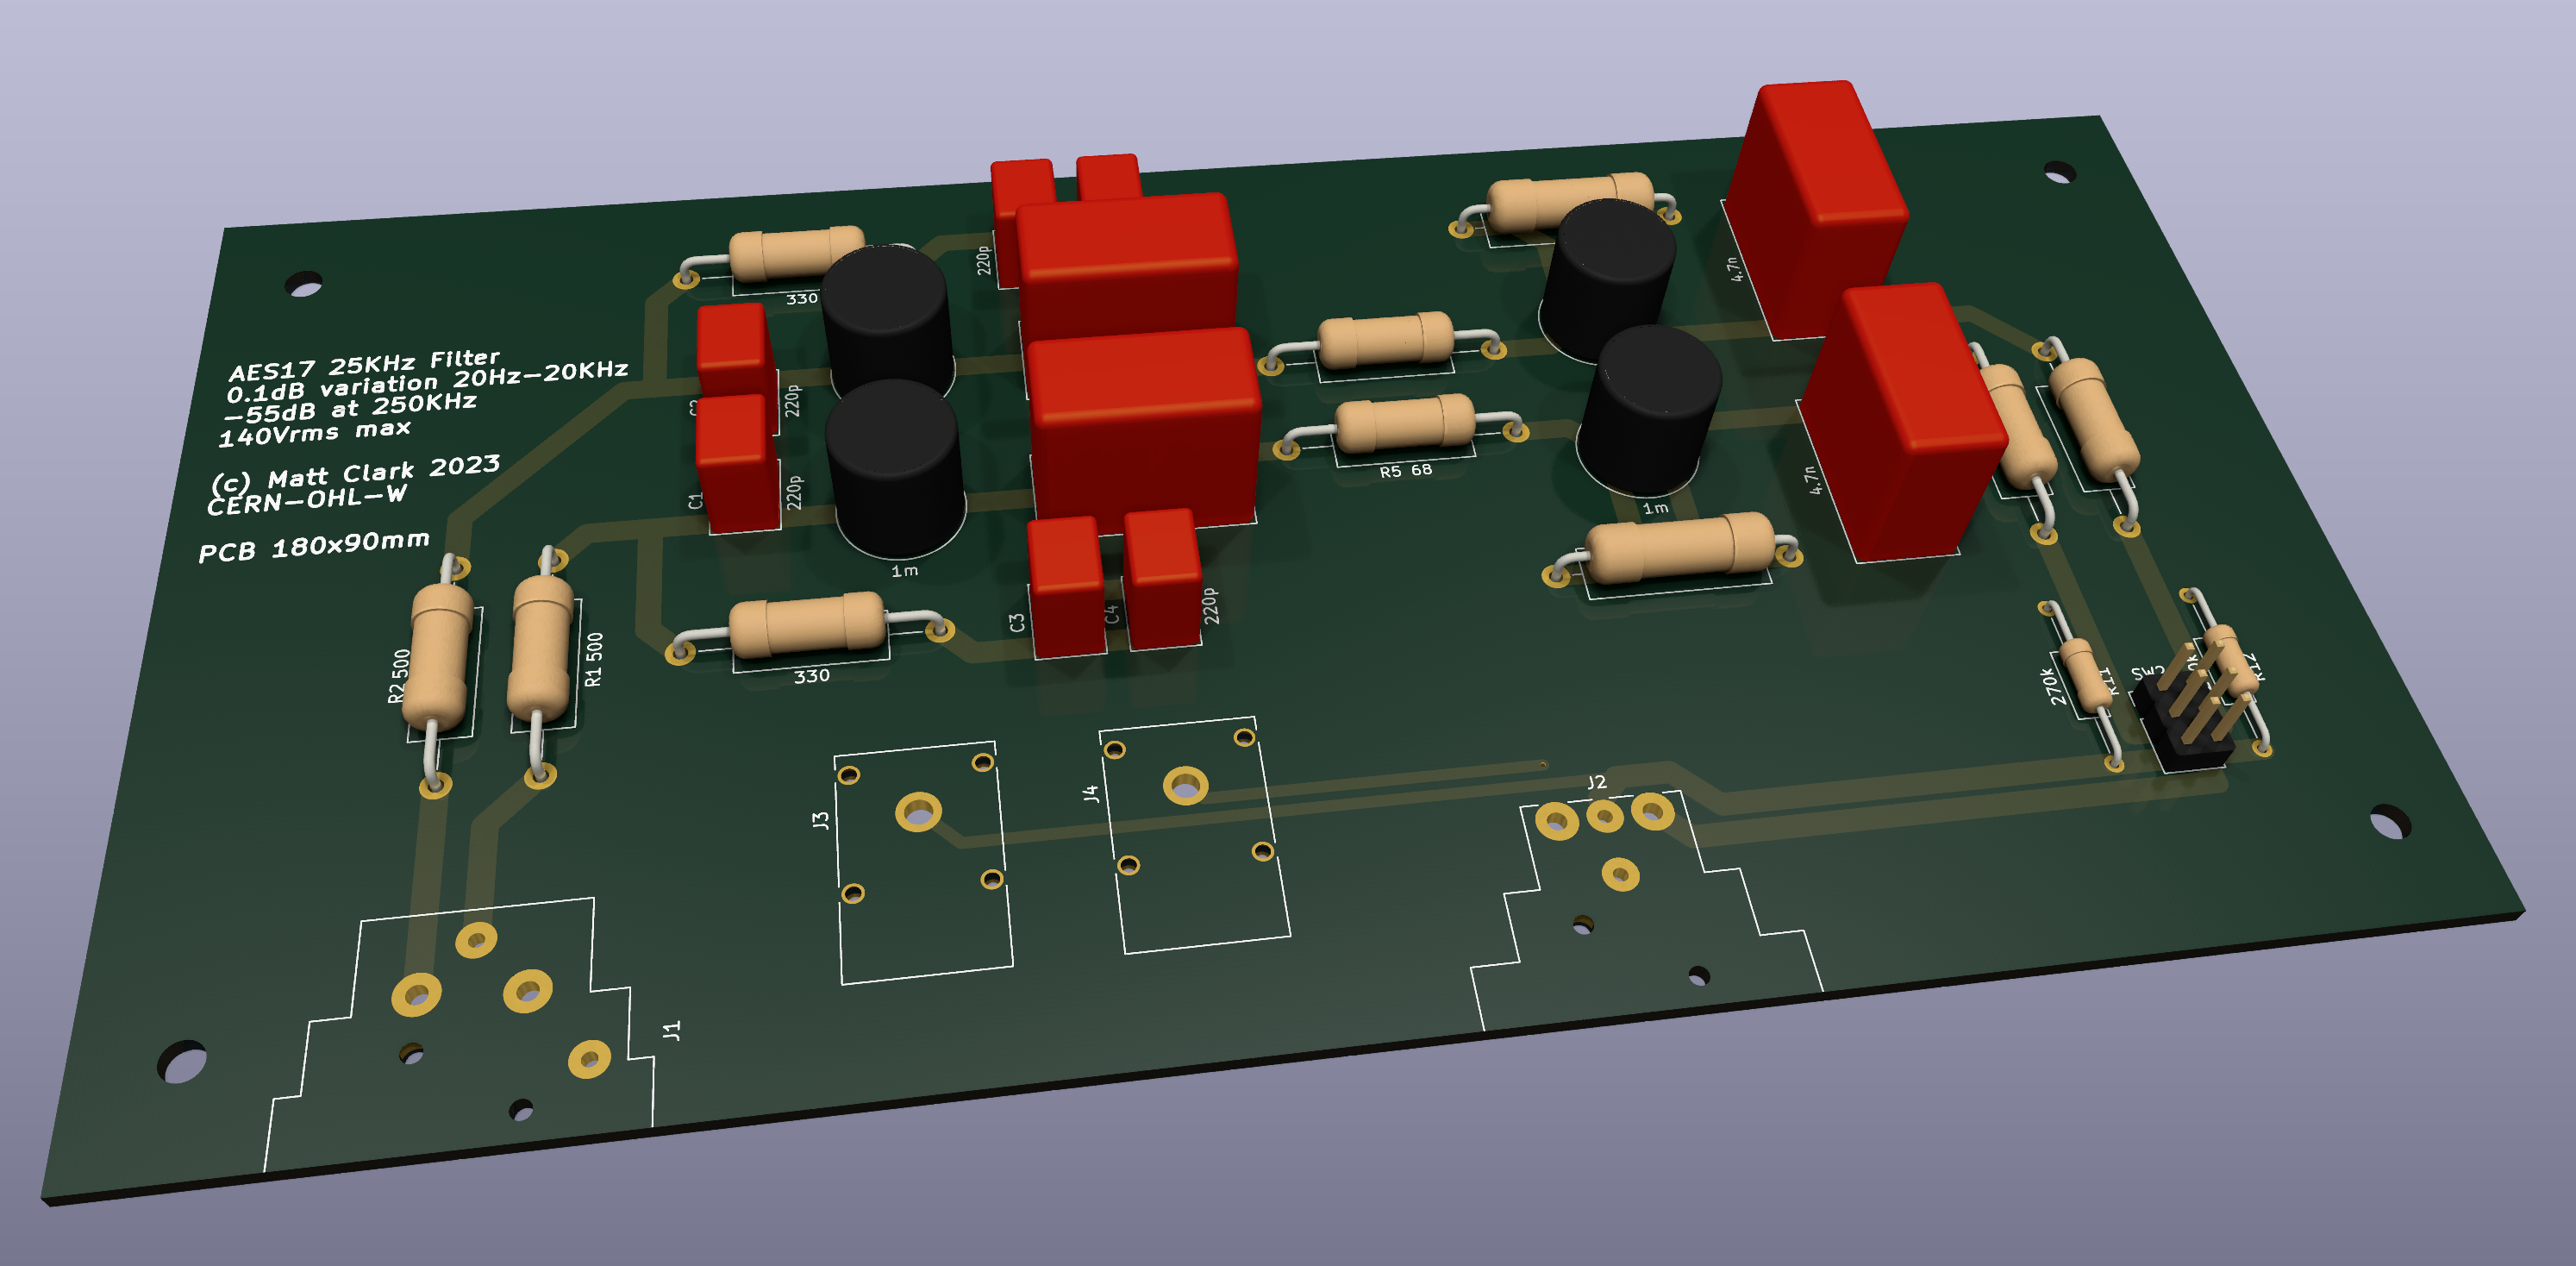 AES17 25KHz Filter
0.1dB variation 20Hz-20KHz
-55dB at 250KHz
140Vrms max
(c) Matt Clark 2023
CERN-OHL-W
PCB 180x90mm
330
220p
4.7n
220p
C1
220p
1m
R5 68
4.7n
1m
R2 500
R1 500
330
C3
C4
220p
270k
J3
J4
J2
J1